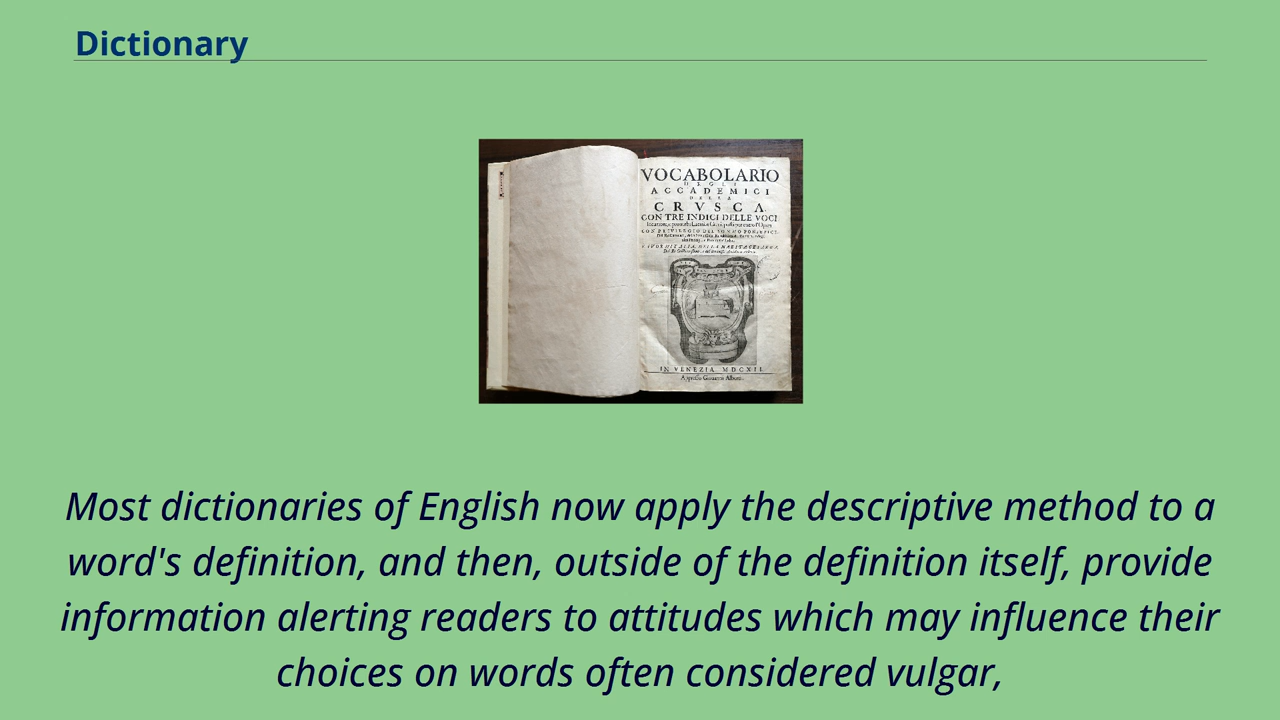 Dictionary
VOCABOLARIO
DEGLI
ACCADEMICI
DELLA
CRVSCA
CON TRE INDICI DELLE VOCI
IN VENEZIA MDCXII
Most dictionaries of English now apply the descriptive method to a
word's definition, and then, outside of the definition itself, provide
information alerting readers to attitudes which may influence their
choices on words often considered vulgar,